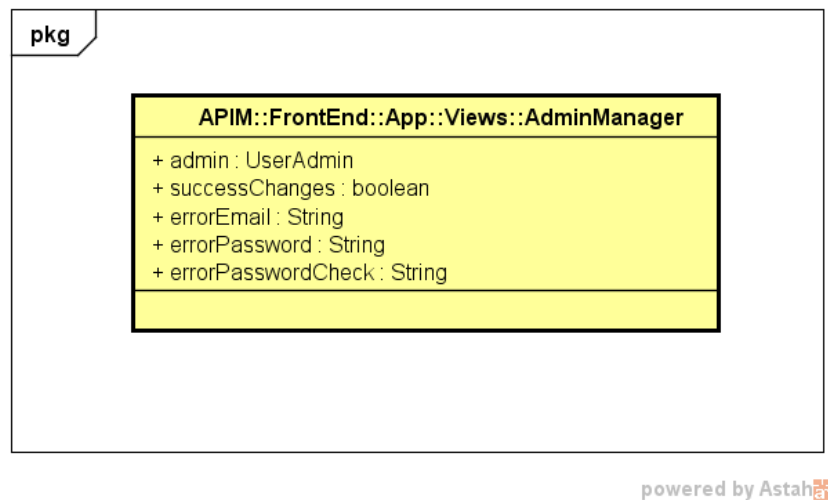 pkg
APIM::FrontEnd::App::Views::AdminManager
+ admin : UserAdmin
+ successChanges : boolean
+ errorEmail : String
+ errorPassword : String
+ errorPasswordCheck : String
powered by Astah